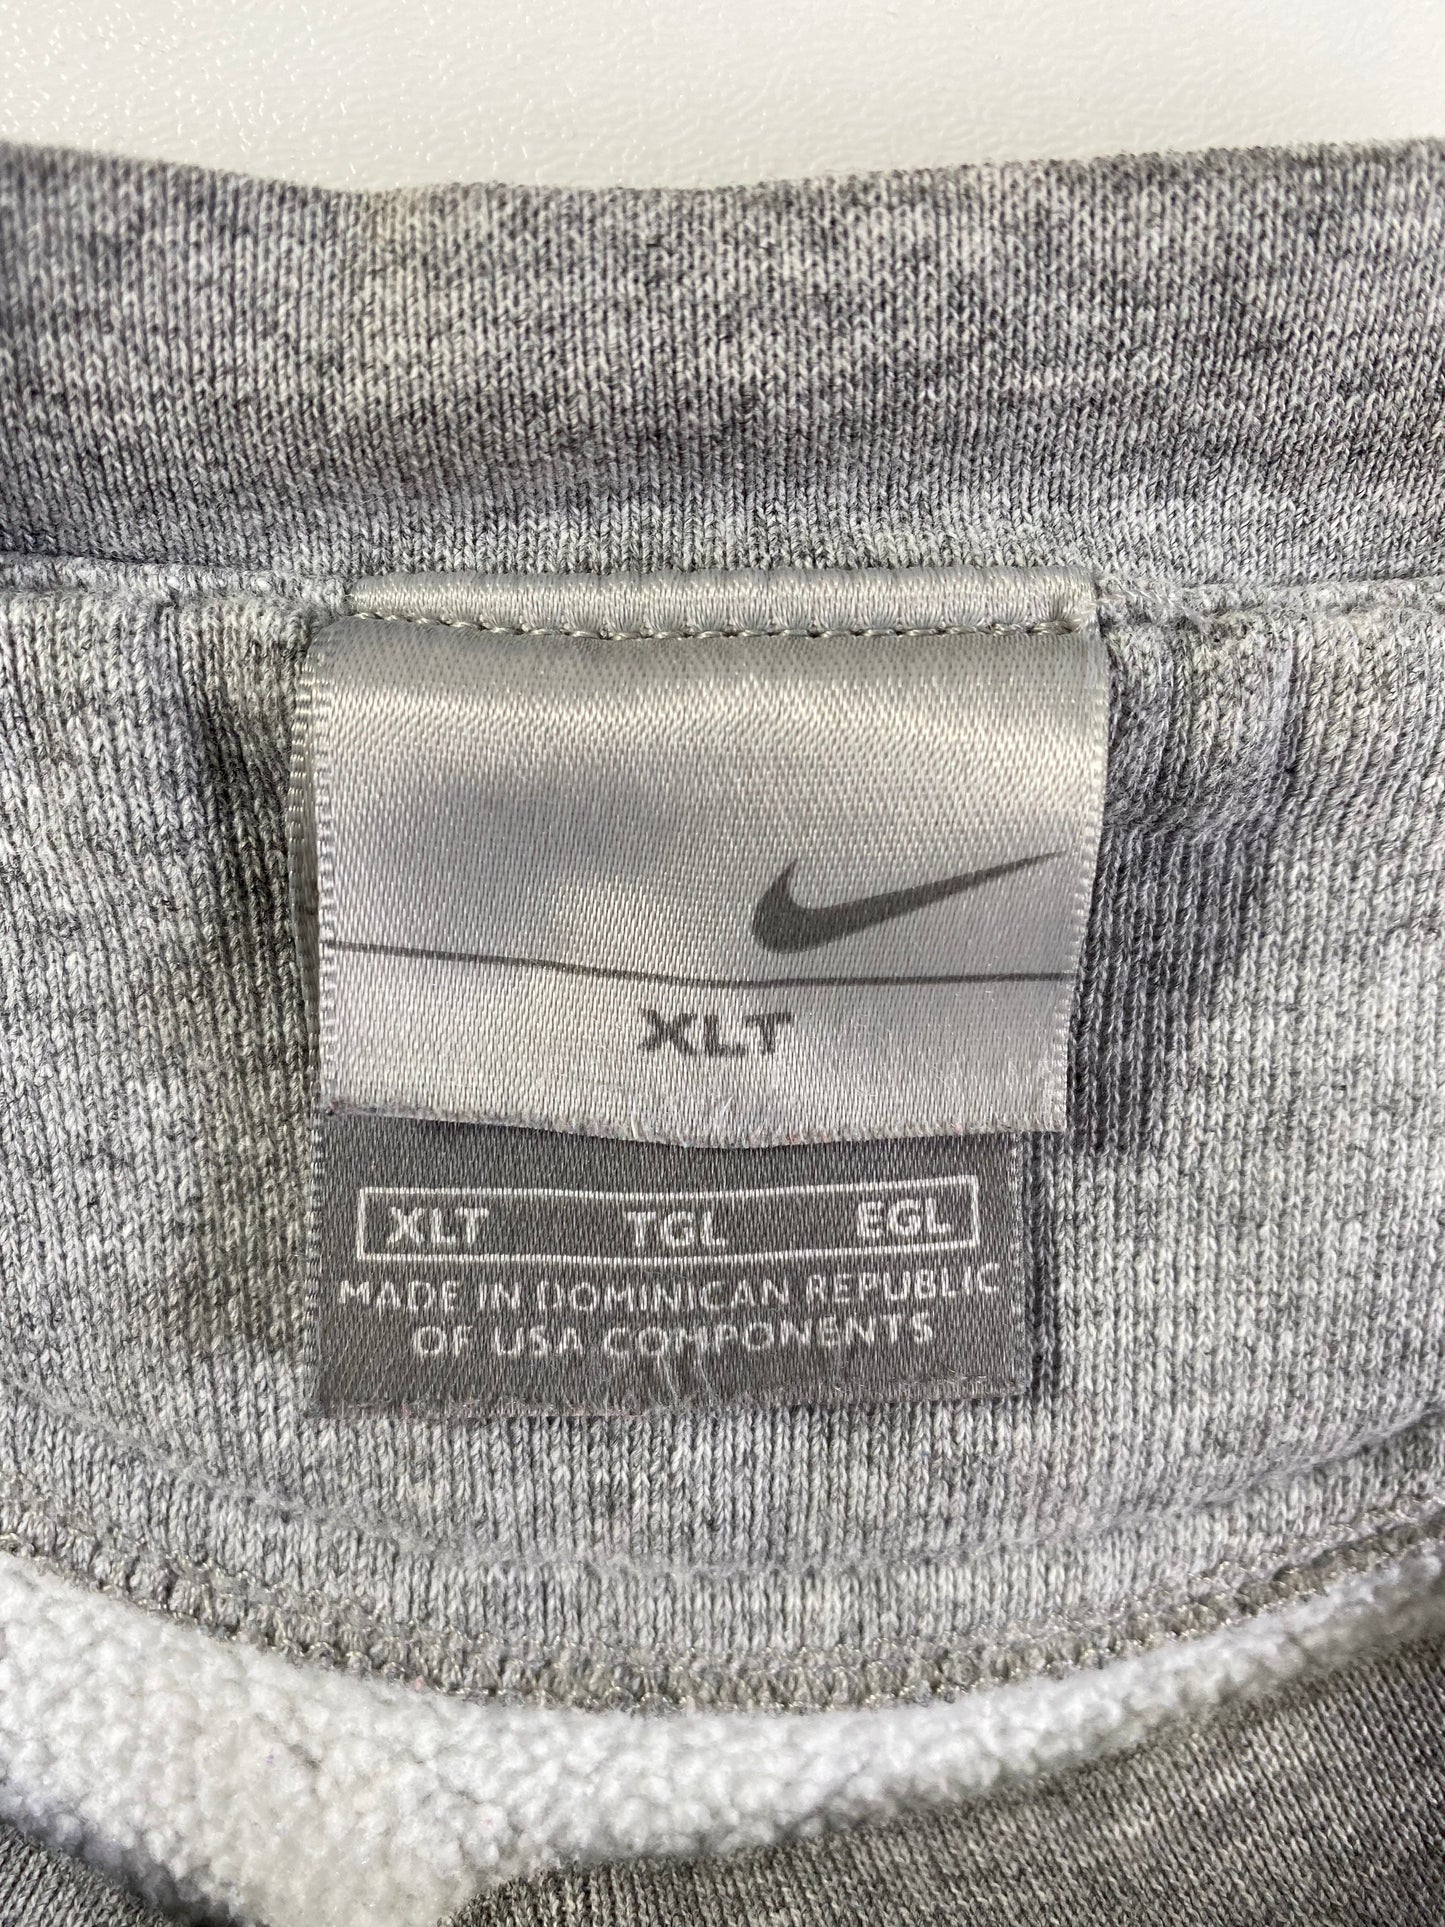 XLT
XLT TGL EGL
MADE IN DOMINICAN REPUBLIC
OF USA COMPONENTS